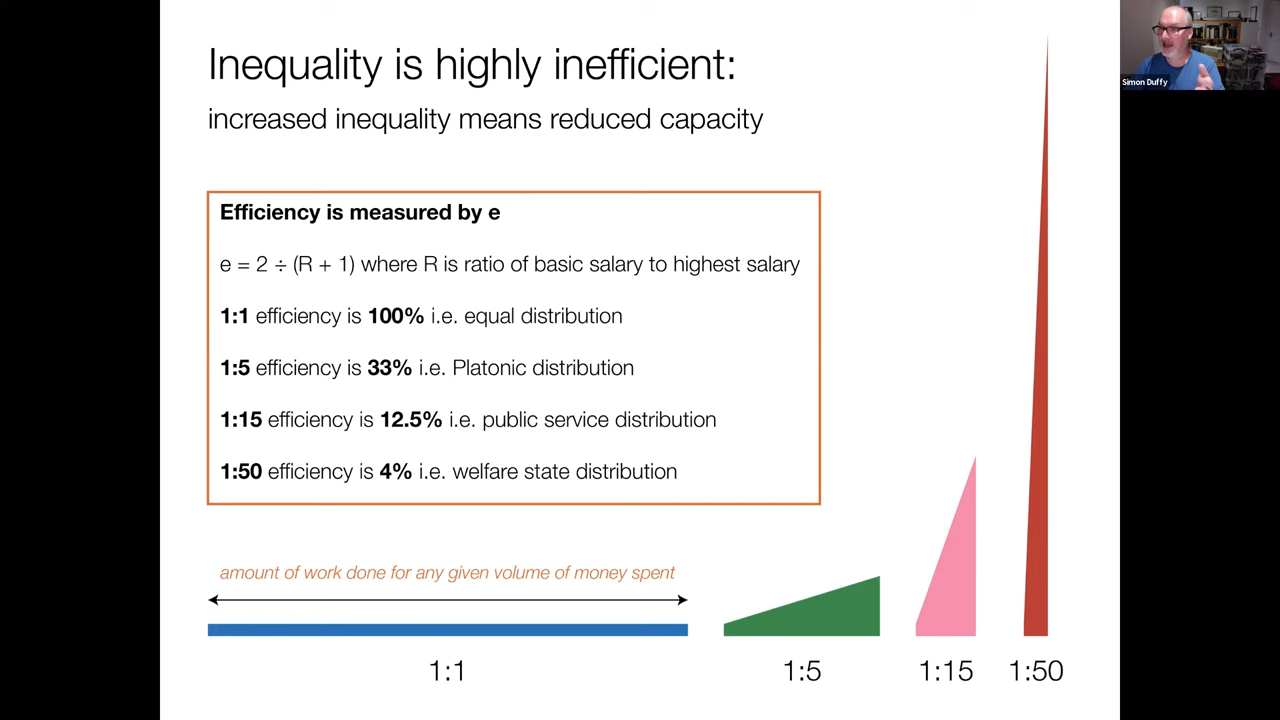 Inequality is highly inefficient:
increased inequality means reduced capacity
Simon Duffy
Efficiency is measured by e
e = 2 ÷ (R + 1) where R is ratio of basic salary to highest salary
1:1 efficiency is 100% i.e. equal distribution
1:5 efficiency is 33% i.e. Platonic distribution
1:15 efficiency is 12.5% i.e. public service distribution
1:50 efficiency is 4% i.e. welfare state distribution
amount of work done for any given volume of money spent
1:1
1:5
1:15
1:50